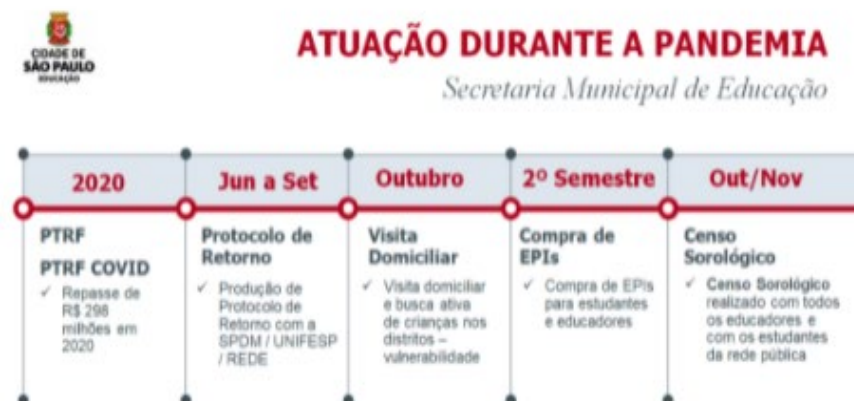 CIDADE DE
SÃO PAULO
EDUCAÇÃO
ATUAÇÃO DURANTE A PANDEMIA
Secretaria Municipal de Educação
2020
PTRF
PTRF COVID
✓ Repasse de
R$ 298
milhões em
2020
Jun a Set
Protocolo de
Retorno
✓ Produção de
Protocolo de
Retorno com a
SPDM / UNIFESP
/ REDE
Outubro
Visita
Domiciliar
✓ Visita domiciliar
e busca ativa
de crianças nos
distritos –
vulnerabilidade
2º Semestre
Compra de
EPIs
✓ Compra de EPIs
para estudantes
e educadores
Out/Nov
Censo
Sorológico
✓ Censo Sorológico
realizado com todos
os educadores e
com os estudantes
da rede pública